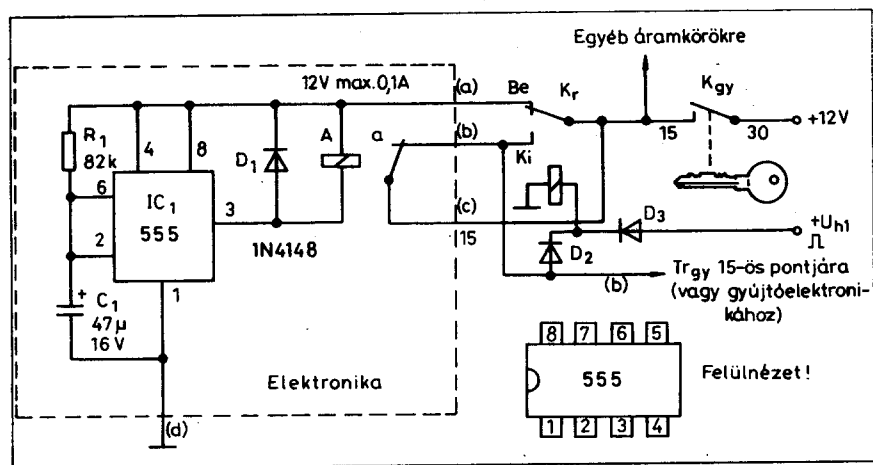 Egyéb áramkörökre
12V max.0,1A
(a)
Be
Kr
Kgy
+12V
15
30
R1
82k
4
8
D1
A
a
(b)
Ki
6
IC1
555
3
2
1N4148
(c)
15
D3
+Uh1
D2
(b)
Trgy 15-ös pontjára
(vagy gyújtóelektroni-
kához)
+
C1
47µ
16V
1
Elektronika
(d)
8 7 6 5
555
1 2 3 4
Felülnézet!